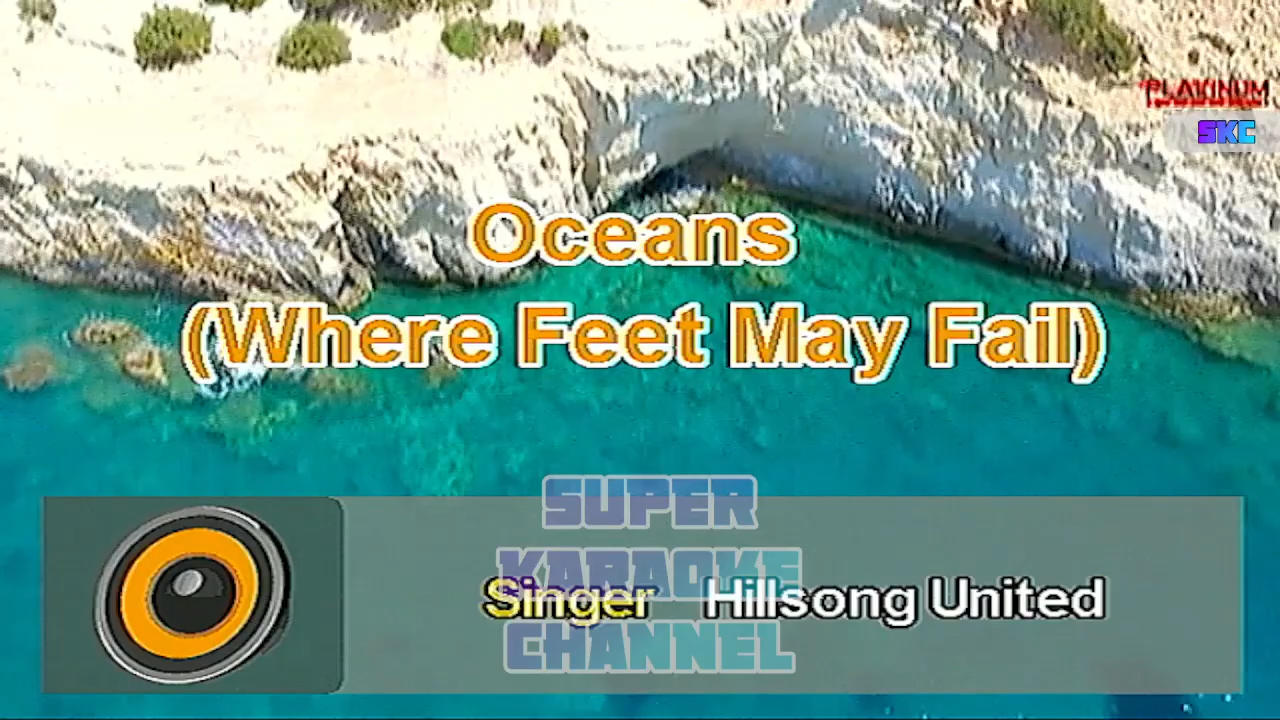 PLATINUM
SKC
Oceans
(Where Feet May Fail)
SUPER
KARAOKE
Singer Hillsong United
CHANNEL